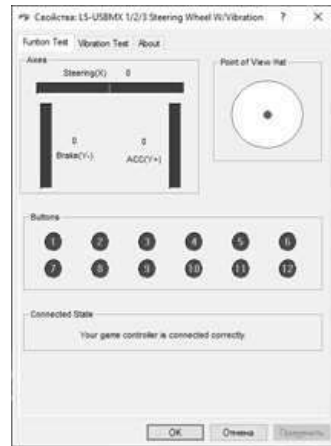 Свойства: LS-USBMX 1/2/3 Steering Wheel W/Vibration ? X
Funtion Test Vibration Test About
Axes
Steering(X) 0
0 0
Brake(Y-) ACC(Y+)
Point of View Hat
Buttons
1 2 3 4 5 6
7 8 9 10 11 12
Connected State
Your game controller is connected correctly.
OK Отмена Применить